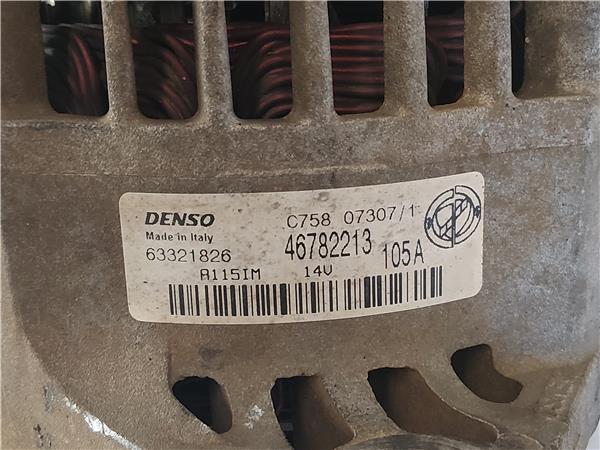 DENSO C758 07307/1
Made in Italy 46782213
63321826 105A
A115IM 14V